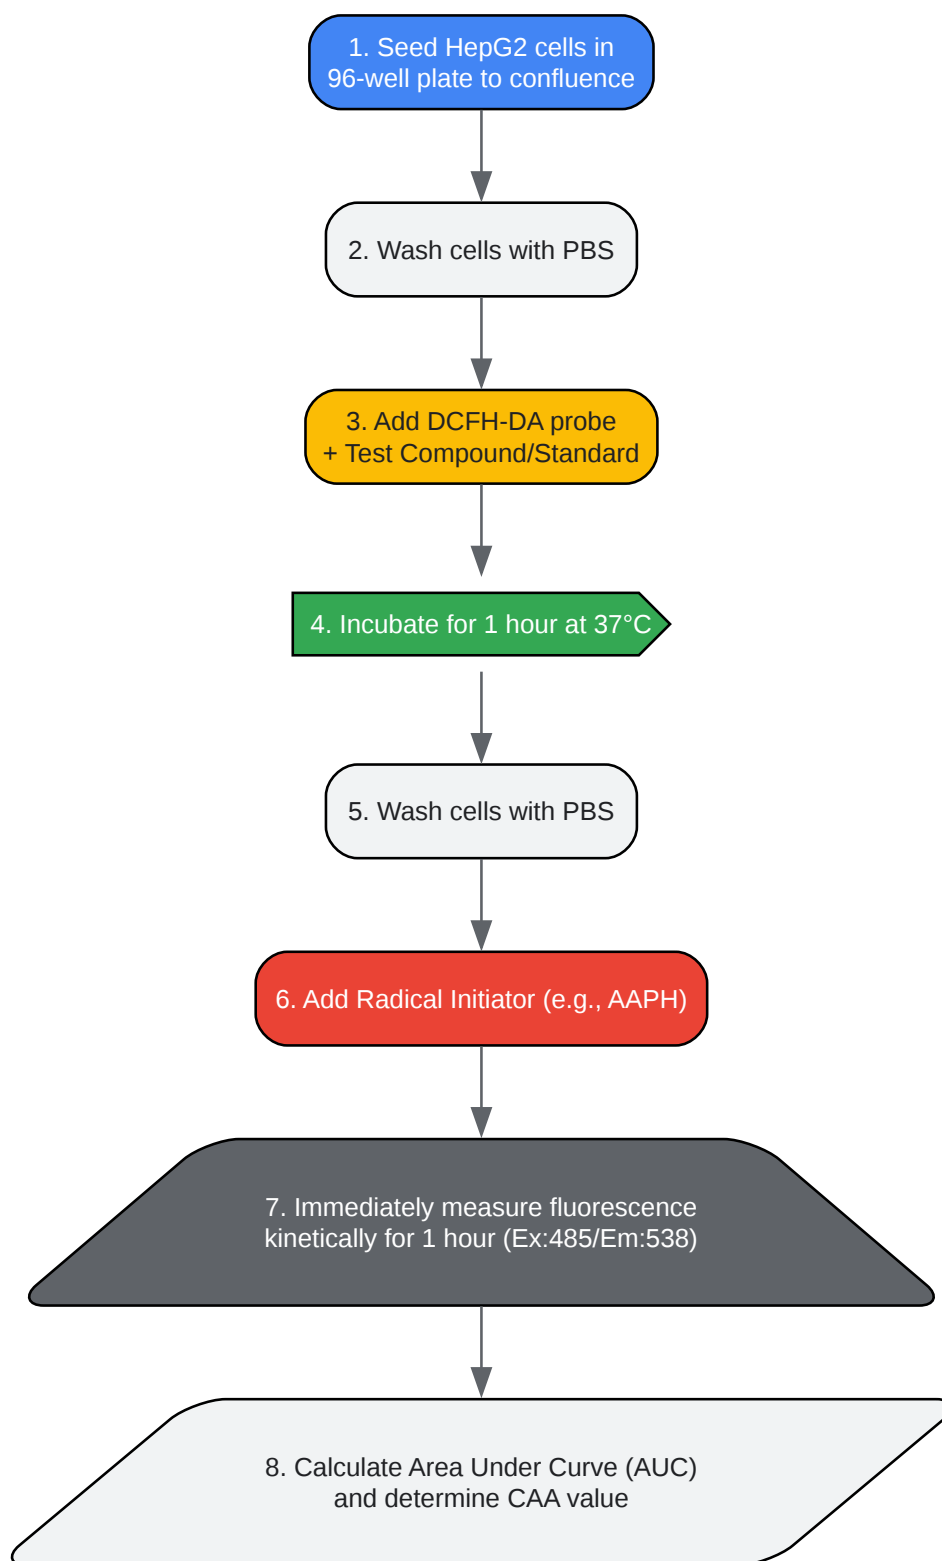 1. Seed HepG2 cells in
96-well plate to confluence
2. Wash cells with PBS
3. Add DCFH-DA probe
+ Test Compound/Standard
4. Incubate for 1 hour at 37°C
5. Wash cells with PBS
6. Add Radical Initiator (e.g., AAPH)
7. Immediately measure fluorescence
kinetically for 1 hour (Ex:485/Em:538)
8. Calculate Area Under Curve (AUC)
and determine CAA value